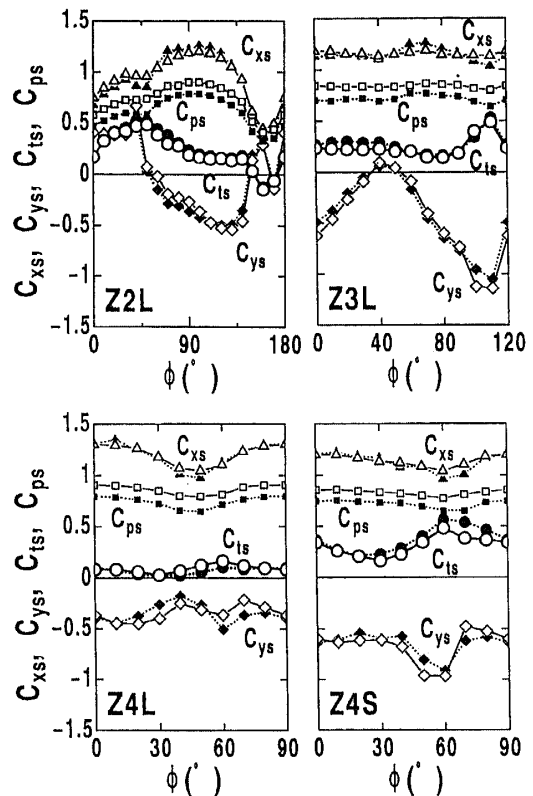 C_xs, C_ys, C_ts, C_ps
1.5
1
0.5
0
-0.5
-1
-1.5
C_xs
C_ps
C_ts
C_ys
Z2L
0 90 180
ϕ (°)
C_xs
C_ps
C_ts
C_ys
Z3L
0 40 80 120
ϕ (°)
C_xs, C_ys, C_ts, C_ps
1.5
1
0.5
0
-0.5
-1
-1.5
C_xs
C_ps
C_ts
C_ys
Z4L
0 30 60 90
ϕ (°)
C_xs
C_ps
C_ts
C_ys
Z4S
0 30 60 90
ϕ (°)